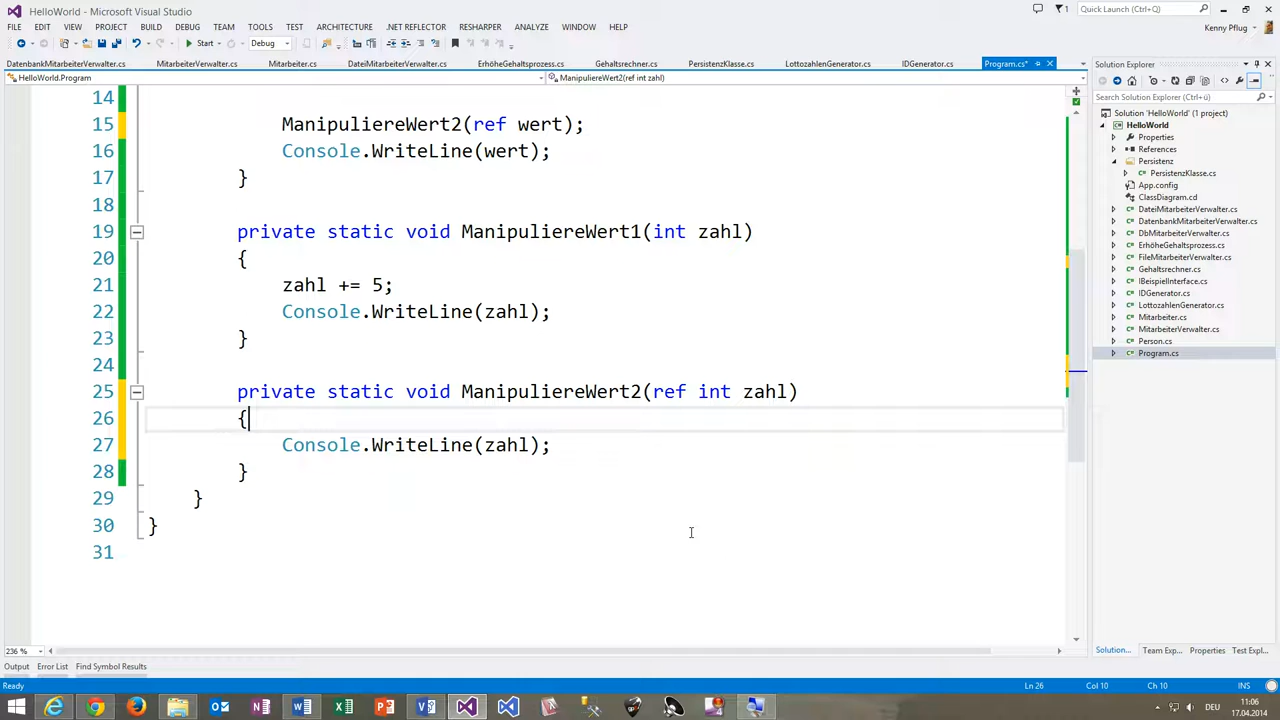 HelloWorld - Microsoft Visual Studio
Quick Launch (Ctrl+Q)
FILE EDIT VIEW PROJECT BUILD DEBUG TEAM TOOLS TEST ARCHITECTURE .NET REFLECTOR RESHARPER ANALYZE WINDOW HELP
Kenny Pflug
Start Debug
DatenbankMitarbeiterVerwalter.cs MitarbeiterVerwalter.cs Mitarbeiter.cs DateiMitarbeiterVerwalter.cs ErhöheGehaltsprozess.cs Gehaltsrechner.cs PersistenzKlasse.cs LottozahlenGenerator.cs IDGenerator.cs Program.cs*
HelloWorld.Program
ManipuliereWert2(ref int zahl)
14
15 ManipuliereWert2(ref wert);
16 Console.WriteLine(wert);
17 }
18
19 private static void ManipuliereWert1(int zahl)
20 {
21 zahl += 5;
22 Console.WriteLine(zahl);
23 }
24
25 private static void ManipuliereWert2(ref int zahl)
26 {
27 Console.WriteLine(zahl);
28 }
29 }
30 }
31
236 %
Solution Explorer
Search Solution Explorer (Ctrl+ü)
Solution 'HelloWorld' (1 project)
HelloWorld
Properties
References
Persistenz
PersistenzKlasse.cs
App.config
ClassDiagram.cd
DateiMitarbeiterVerwalter.cs
DatenbankMitarbeiterVerwalter.cs
DbMitarbeiterVerwalter.cs
ErhöheGehaltsprozess.cs
FileMitarbeiterVerwalter.cs
Gehaltsrechner.cs
IBeispielInterface.cs
IDGenerator.cs
LottozahlenGenerator.cs
Mitarbeiter.cs
MitarbeiterVerwalter.cs
Person.cs
Program.cs
Solution... Team Exp... Properties Test Expl...
Output Error List Find Symbol Results
Ready Ln 26 Col 10 Ch 10 INS
DEU
11:06
17.04.2014